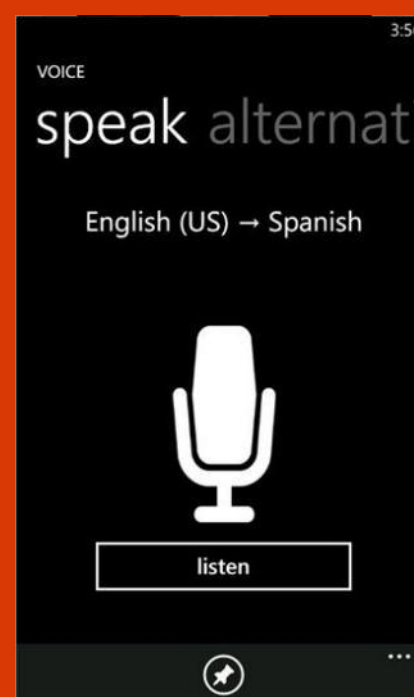 3:5
VOICE
speak alternat
English (US) → Spanish
listen
...